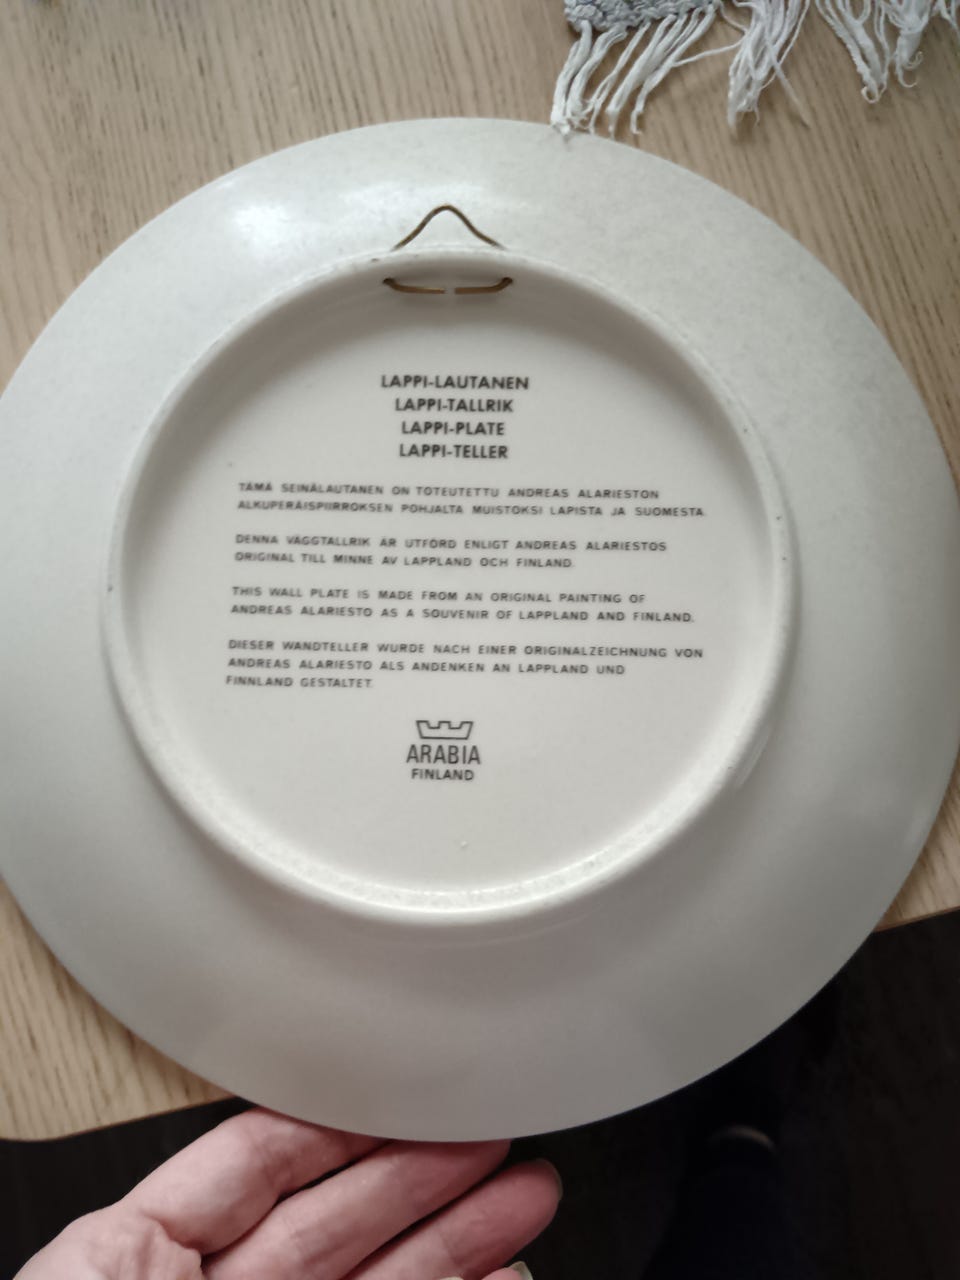 LAPPI-LAUTANEN
LAPPI-TALLRIK
LAPPI-PLATE
LAPPI-TELLER
TÄMÄ SEINÄLAUTANEN ON TOTEUTETTU ANDREAS ALARIESTON
ALKUPERÄISPIIRROKSEN POHJALTA MUISTOKSI LAPISTA JA SUOMESTA.
DENNA VÄGGTALLRIK ÄR UTFÖRD ENLIGT ANDREAS ALARIESTOS
ORIGINAL TILL MINNE AV LAPPLAND OCH FINLAND.
THIS WALL PLATE IS MADE FROM AN ORIGINAL PAINTING OF
ANDREAS ALARIESTO AS A SOUVENIR OF LAPPLAND AND FINLAND.
DIESER WANDTELLER WURDE NACH EINER ORIGINALZEICHNUNG VON
ANDREAS ALARIESTO ALS ANDENKEN AN LAPPLAND UND
FINNLAND GESTALTET.
ARABIA
FINLAND